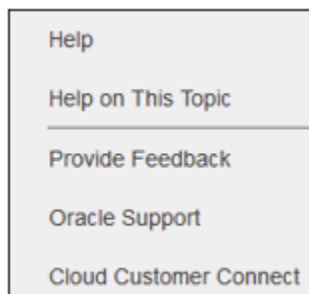 Help
Help on This Topic
Provide Feedback
Oracle Support
Cloud Customer Connect